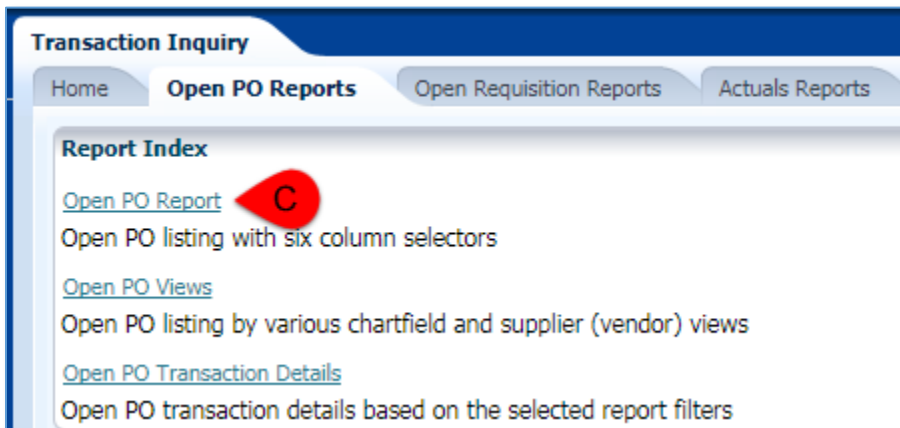 Transaction Inquiry
Home Open PO Reports Open Requisition Reports Actuals Reports
Report Index
Open PO Report C
Open PO listing with six column selectors
Open PO Views
Open PO listing by various chartfield and supplier (vendor) views
Open PO Transaction Details
Open PO transaction details based on the selected report filters